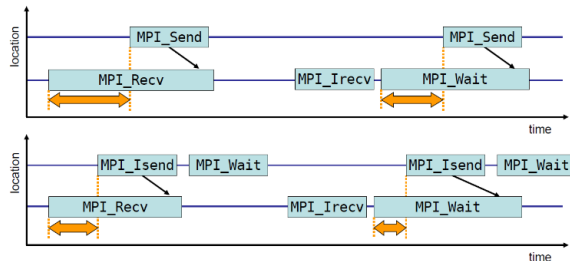 location
MPI_Send
MPI_Send
MPI_Recv
MPI_Irecv
MPI_Wait
time
location
MPI_Isend
MPI_Wait
MPI_Isend
MPI_Wait
MPI_Recv
MPI_Irecv
MPI_Wait
time